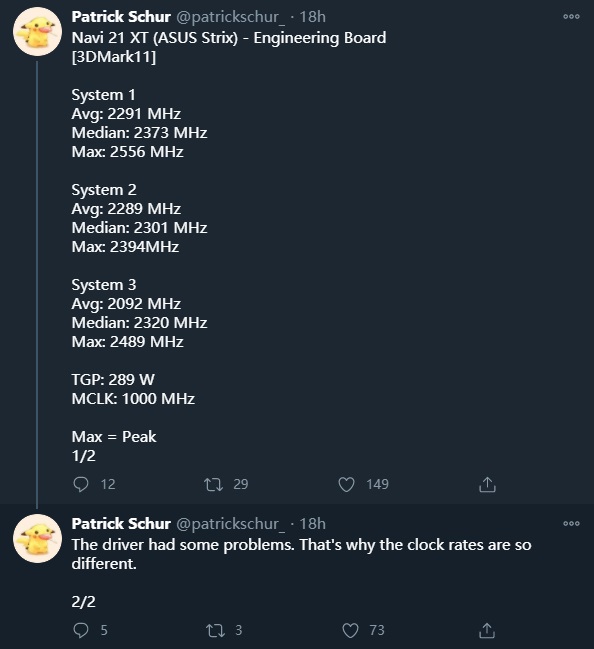 Patrick Schur @patrickschur_ · 18h
Navi 21 XT (ASUS Strix) - Engineering Board
[3DMark11]
System 1
Avg: 2291 MHz
Median: 2373 MHz
Max: 2556 MHz
System 2
Avg: 2289 MHz
Median: 2301 MHz
Max: 2394MHz
System 3
Avg: 2092 MHz
Median: 2320 MHz
Max: 2489 MHz
TGP: 289 W
MCLK: 1000 MHz
Max = Peak
1/2
12 29 149
Patrick Schur @patrickschur_ · 18h
The driver had some problems. That's why the clock rates are so
different.
2/2
5 3 73